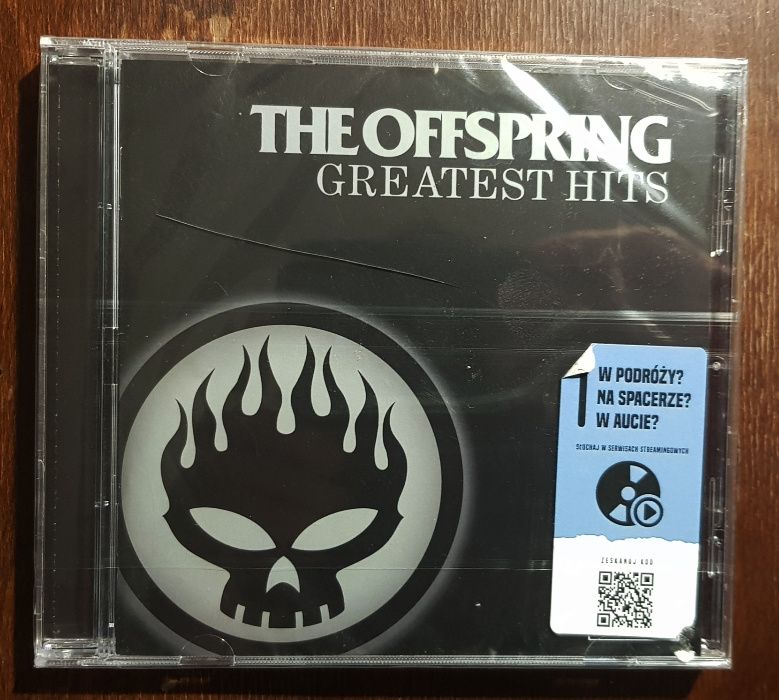 THE OFFSPRING
GREATEST HITS
W PODRÓŻY?
NA SPACERZE?
W AUCIE?
SŁUCHAJ W SERWISACH STREAMINGOWYCH
ZESKANUJ KOD